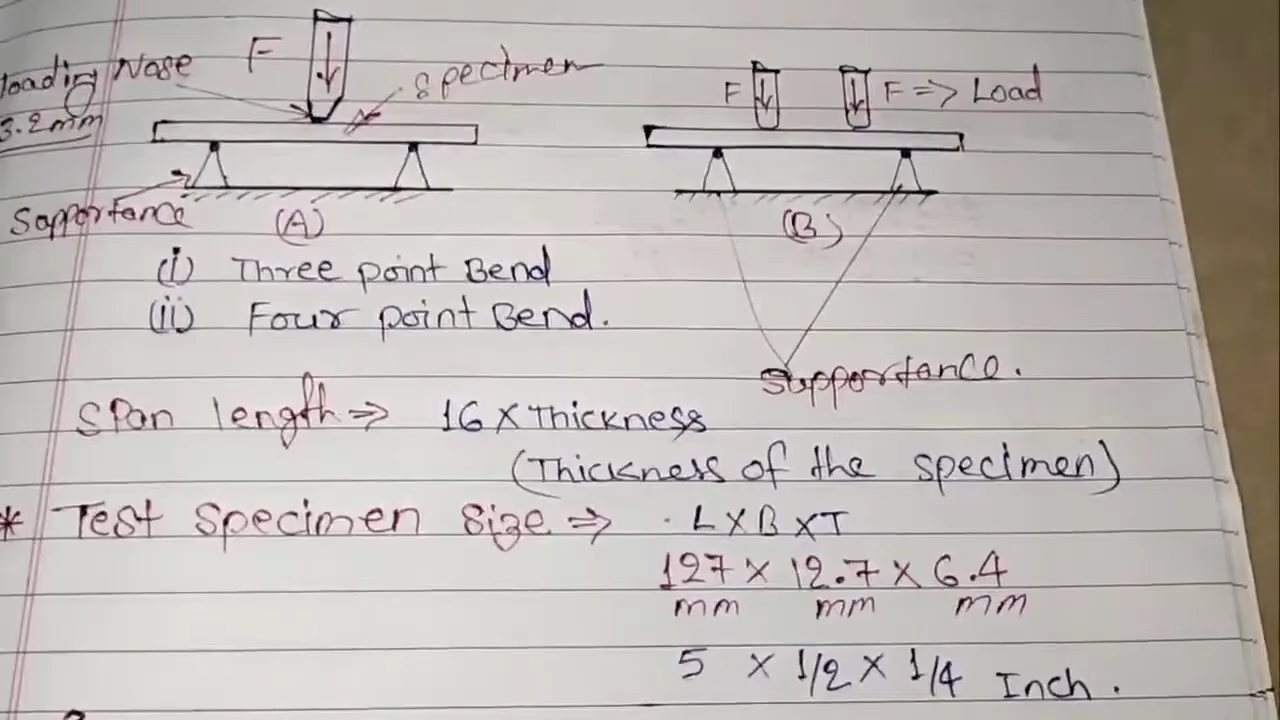 F
Loading Nose
3.2mm
specimen
F F => Load
Supportance
(A) (B)
(i) Three point Bend
(ii) Four point Bend.
Supportance.
Span length => 16 X Thickness
(Thickness of the specimen)
* Test specimen size => . L X B X T
127 X 12.7 X 6.4
mm mm mm
5 X 1/2 X 1/4 Inch.